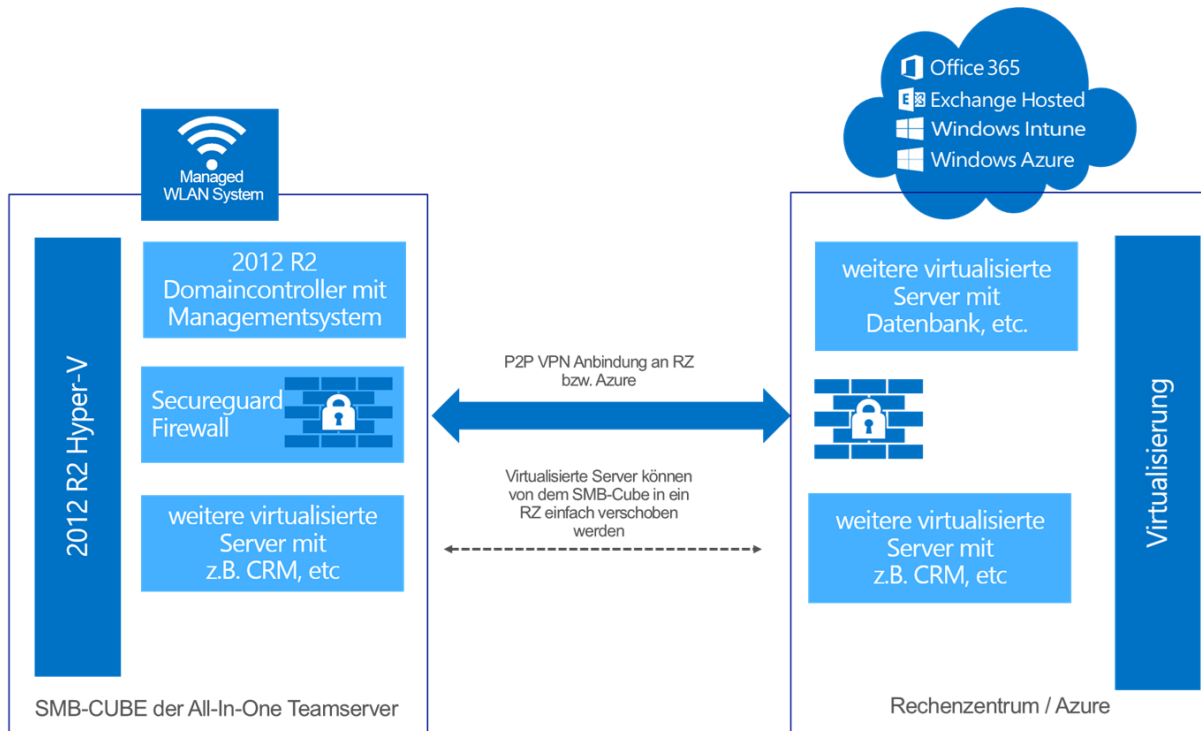 Office 365
Exchange Hosted
Windows Intune
Windows Azure
Managed
WLAN System
2012 R2 Hyper-V
2012 R2
Domaincontroller mit
Managementsystem
Secureguard
Firewall
weitere virtualisierte
Server mit
z.B. CRM, etc
SMB-CUBE der All-In-One Teamserver
P2P VPN Anbindung an RZ
bzw. Azure
Virtualisierte Server können
von dem SMB-Cube in ein
RZ einfach verschoben
werden
weitere virtualisierte
Server mit
Datenbank, etc.
weitere virtualisierte
Server mit
z.B. CRM, etc
Virtualisierung
Rechenzentrum / Azure